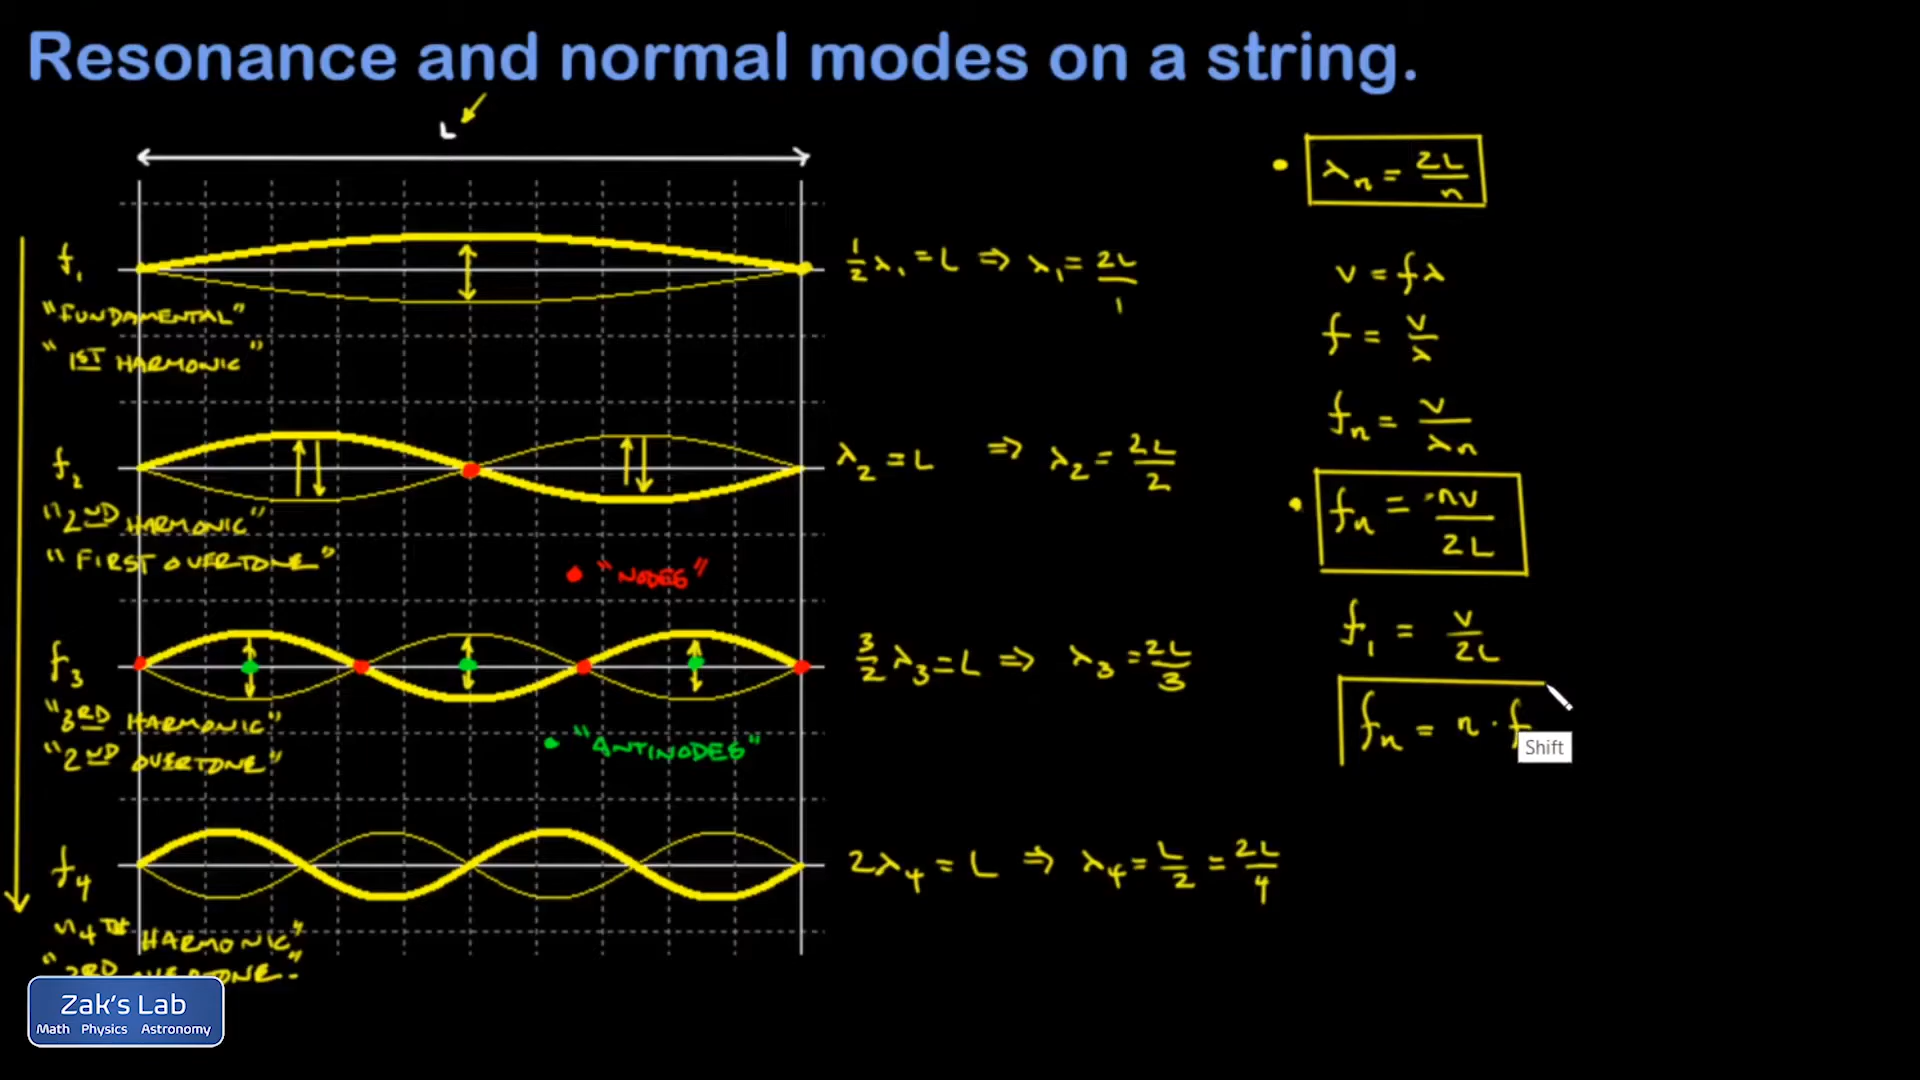 Resonance and normal modes on a string.
L
f₁
"FUNDAMENTAL"
"1ST HARMONIC"
½ λ₁ = L ⇒ λ₁ = 2L/1
f₂
"2ND HARMONIC"
"FIRST OVERTONE"
λ₂ = L ⇒ λ₂ = 2L/2
• "NODES"
f₃
"3RD HARMONIC"
"2ND OVERTONE"
3/2 λ₃ = L ⇒ λ₃ = 2L/3
• "ANTINODES"
f₄
"4TH HARMONIC"
"3RD OVERTONE"
2λ₄ = L ⇒ λ₄ = L/2 = 2L/4
• λₙ = 2L/n
v = fλ
f = v/λ
fₙ = v/λₙ
• fₙ = nv/2L
f₁ = v/2L
fₙ = n · f
Shift
Zak's Lab
Math Physics Astronomy